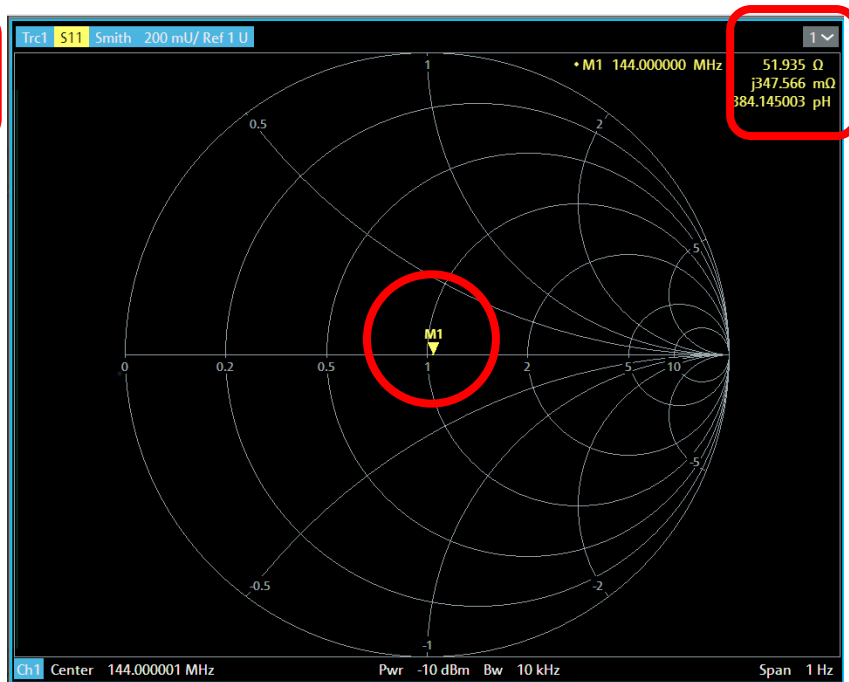 Trc1 S11 Smith 200 mU/ Ref 1 U
1
•M1 144.000000 MHz 51.935 Ω
j347.566 mΩ
384.145003 pH
1
0.5
2
5
M1
0
0.2
0.5
1
2
5
10
-5
-0.5
-2
-1
Ch1 Center 144.000001 MHz Pwr -10 dBm Bw 10 kHz Span 1 Hz